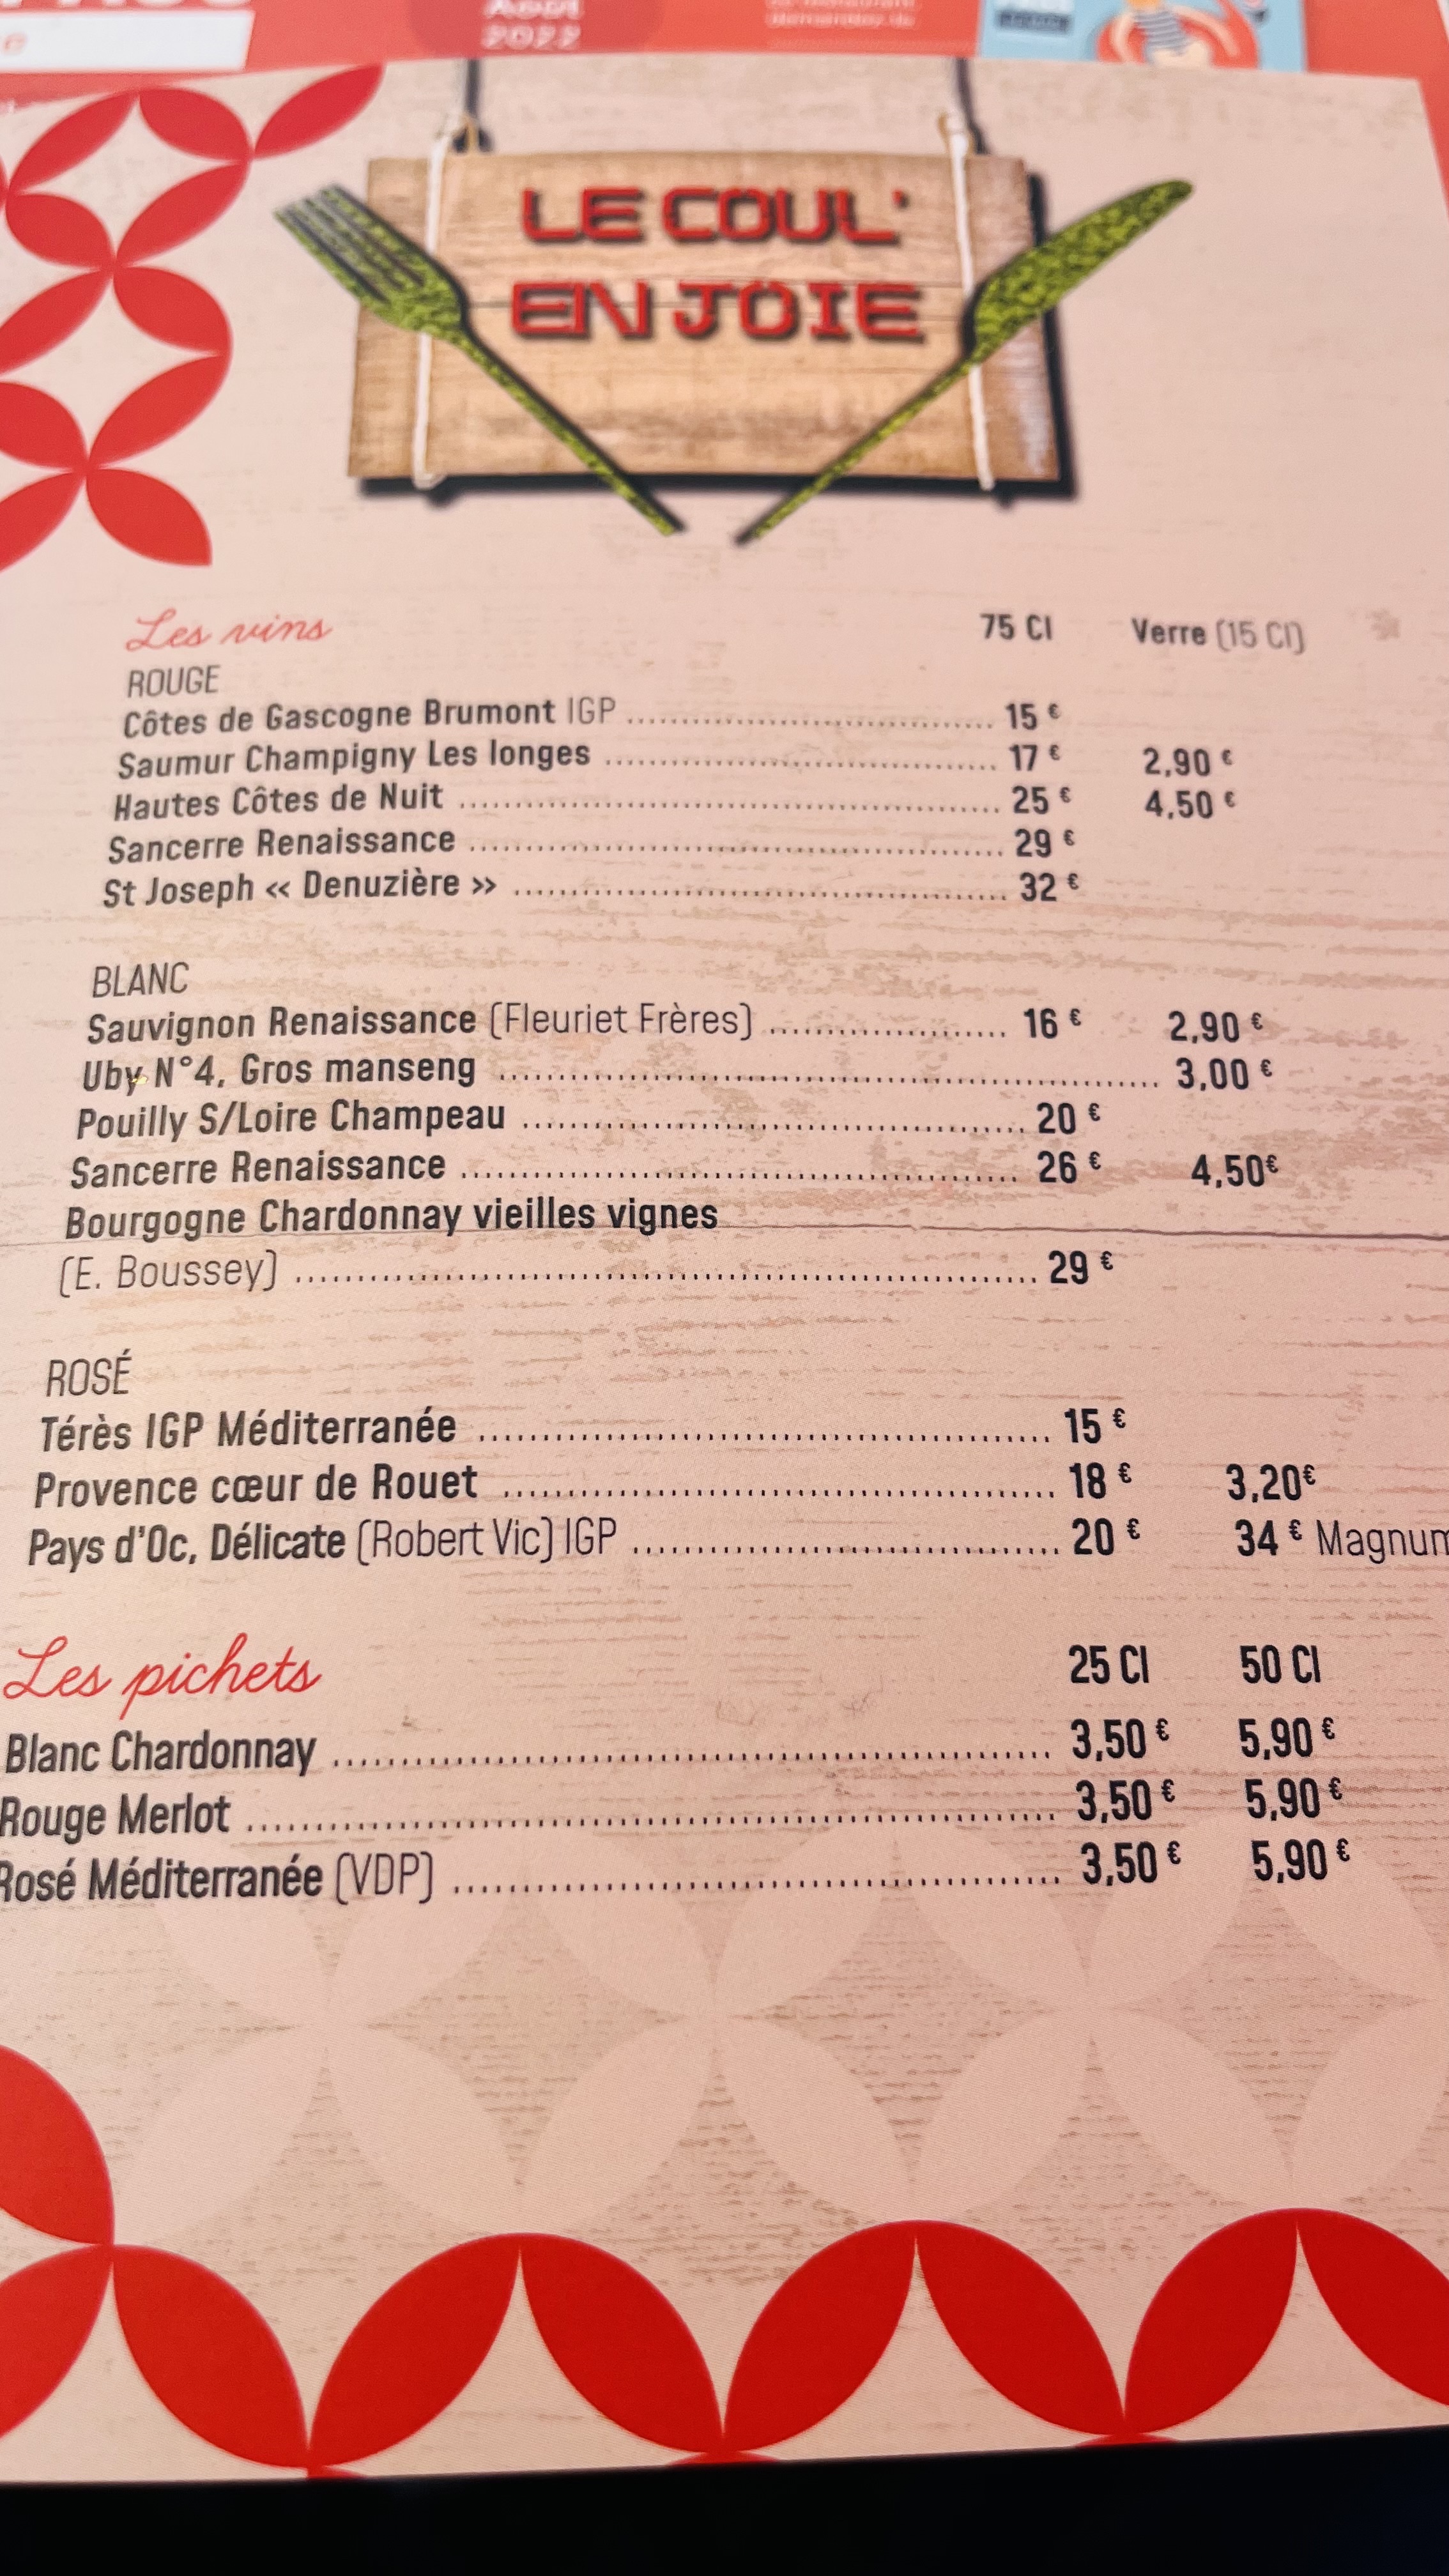 Août
2022
LE COUL'
EN JOIE
Les vins 75 Cl Verre (15 Cl)
ROUGE
Côtes de Gascogne Brumont IGP ........ 15 €
Saumur Champigny Les longes ........ 17 € 2,90 €
Hautes Côtes de Nuit ........ 25 € 4,50 €
Sancerre Renaissance ........ 29 €
St Joseph « Denuzière » ........ 32 €
BLANC
Sauvignon Renaissance (Fleuriet Frères) ........ 16 € 2,90 €
Uby N°4, Gros manseng ........ 3,00 €
Pouilly S/Loire Champeau ........ 20 €
Sancerre Renaissance ........ 26 € 4,50€
Bourgogne Chardonnay vieilles vignes
(E. Boussey) ........ 29 €
ROSÉ
Térès IGP Méditerranée ........ 15 €
Provence cœur de Rouet ........ 18 € 3,20€
Pays d'Oc, Délicate (Robert Vic) IGP ........ 20 € 34 € Magnum
Les pichets 25 Cl 50 Cl
Blanc Chardonnay ........ 3,50 € 5,90 €
Rouge Merlot ........ 3,50 € 5,90 €
Rosé Méditerranée (VDP) ........ 3,50 € 5,90 €